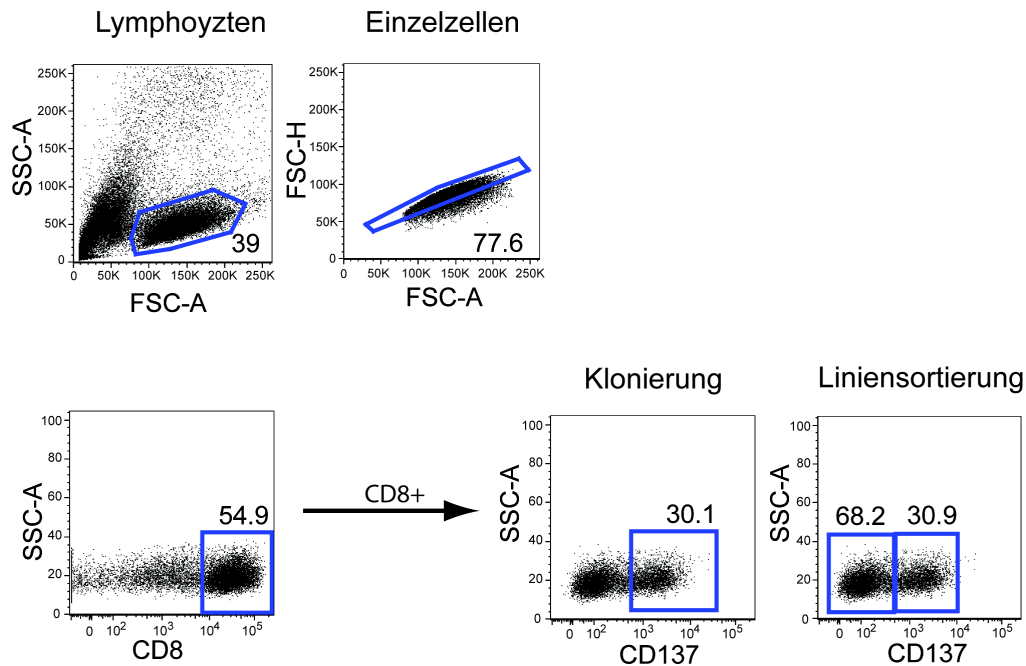 Lymphoyzten
Einzelzellen
SSC-A
250K
200K
150K
100K
50K
0
39
0 50K 100K 150K 200K 250K
FSC-A
FSC-H
250K
200K
150K
100K
50K
0
77.6
0 50K 100K 150K 200K 250K
FSC-A
SSC-A
100
80
60
40
20
0
54.9
0 10² 10³ 10⁴ 10⁵
CD8
CD8+
Klonierung
SSC-A
100
80
60
40
20
0
30.1
0 10² 10³ 10⁴ 10⁵
CD137
Liniensortierung
SSC-A
100
80
60
40
20
0
68.2 30.9
0 10² 10³ 10⁴ 10⁵
CD137